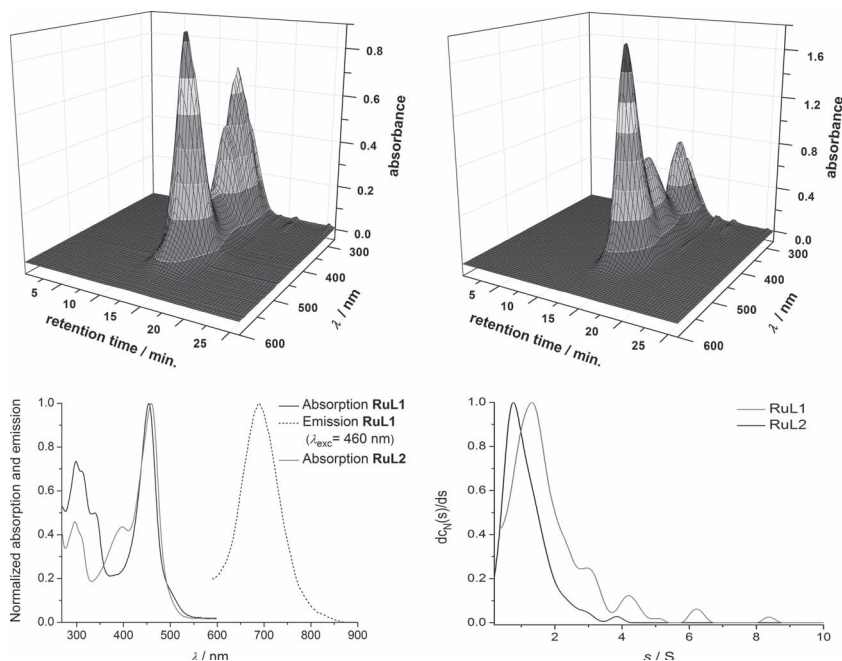 0.8
0.6
0.4
0.2
0.0
absorbance
5
10
15
20
25
retention time / min.
300
400
500
600
λ / nm
1.6
1.2
0.8
0.4
0.0
absorbance
5
10
15
20
25
retention time / min.
300
400
500
600
λ / nm
1.0
0.8
0.6
0.4
0.2
0.0
Normalized absorption and emission
Absorption RuL1
Emission RuL1
(λexc= 460 nm)
Absorption RuL2
300 400 500 600 700 800 900
λ / nm
1.0
0.8
0.6
0.4
0.2
0.0
dcN(s)/ds
RuL1
RuL2
2 4 6 8 10
s / S